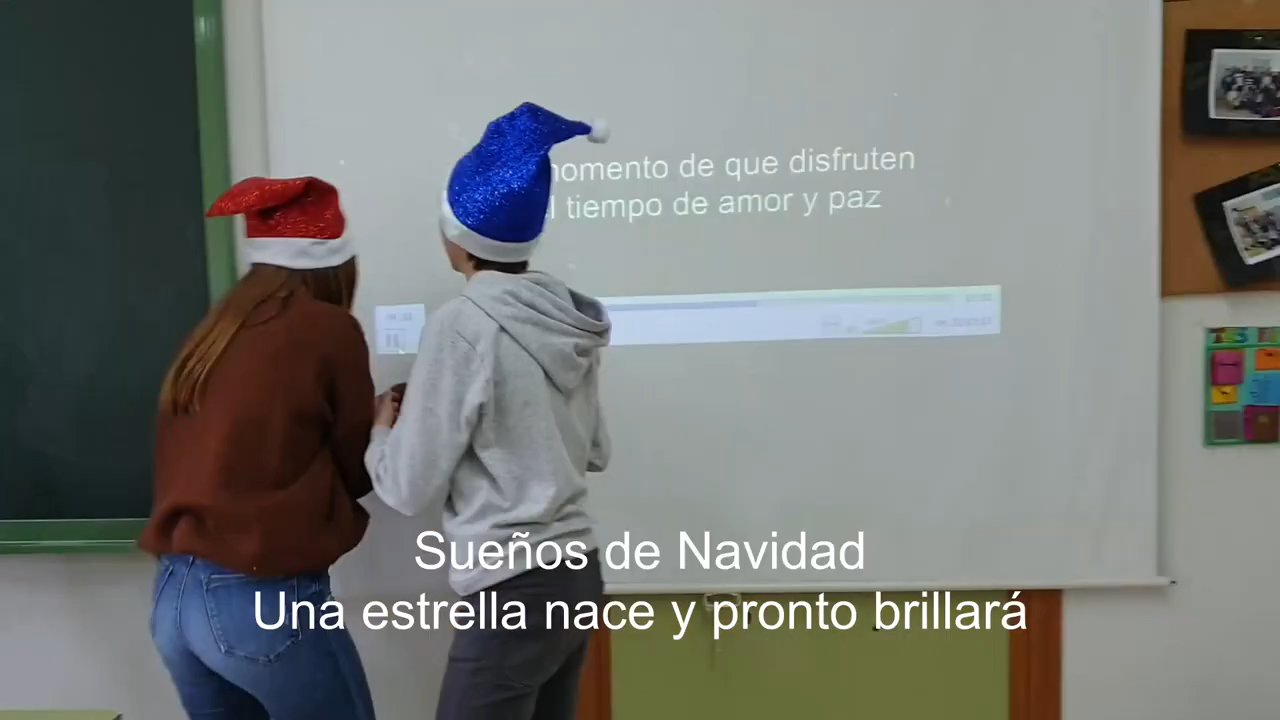 momento de que disfruten
l tiempo de amor y paz
Sueños de Navidad
Una estrella nace y pronto brillará